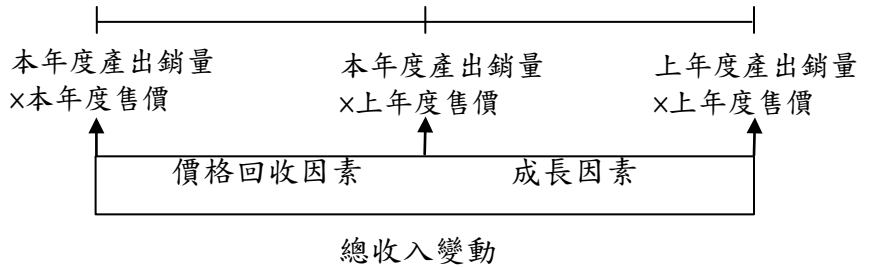 本年度產出銷量
×本年度售價
本年度產出銷量
×上年度售價
上年度產出銷量
×上年度售價
價格回收因素
成長因素
總收入變動